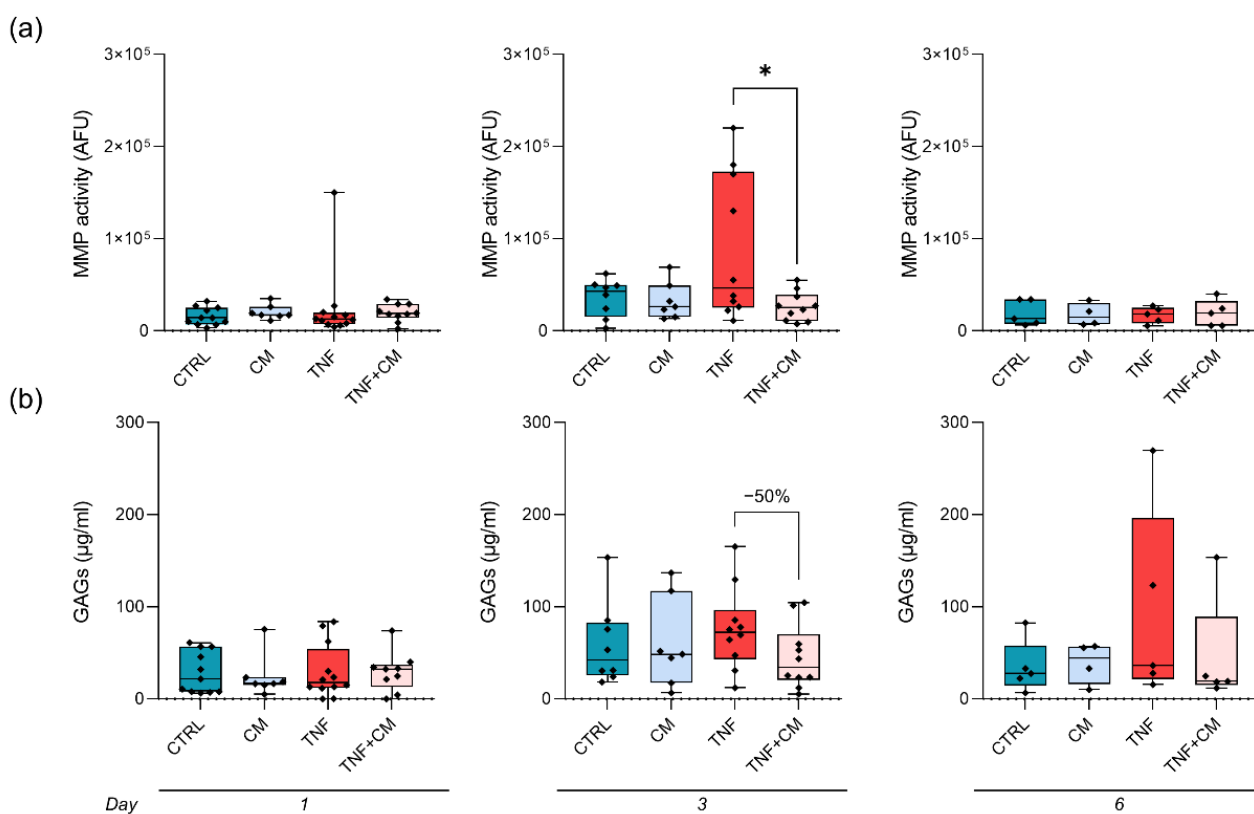 (a)
3×10⁵
2×10⁵
1×10⁵
0
MMP activity (AFU)
CTRL
CM
TNF
TNF+CM
3×10⁵
2×10⁵
1×10⁵
0
MMP activity (AFU)
*
CTRL
CM
TNF
TNF+CM
3×10⁵
2×10⁵
1×10⁵
0
MMP activity (AFU)
CTRL
CM
TNF
TNF+CM
(b)
300
200
100
0
GAGs (µg/ml)
CTRL
CM
TNF
TNF+CM
300
200
100
0
GAGs (µg/ml)
−50%
CTRL
CM
TNF
TNF+CM
300
200
100
0
GAGs (µg/ml)
CTRL
CM
TNF
TNF+CM
Day 1 3 6